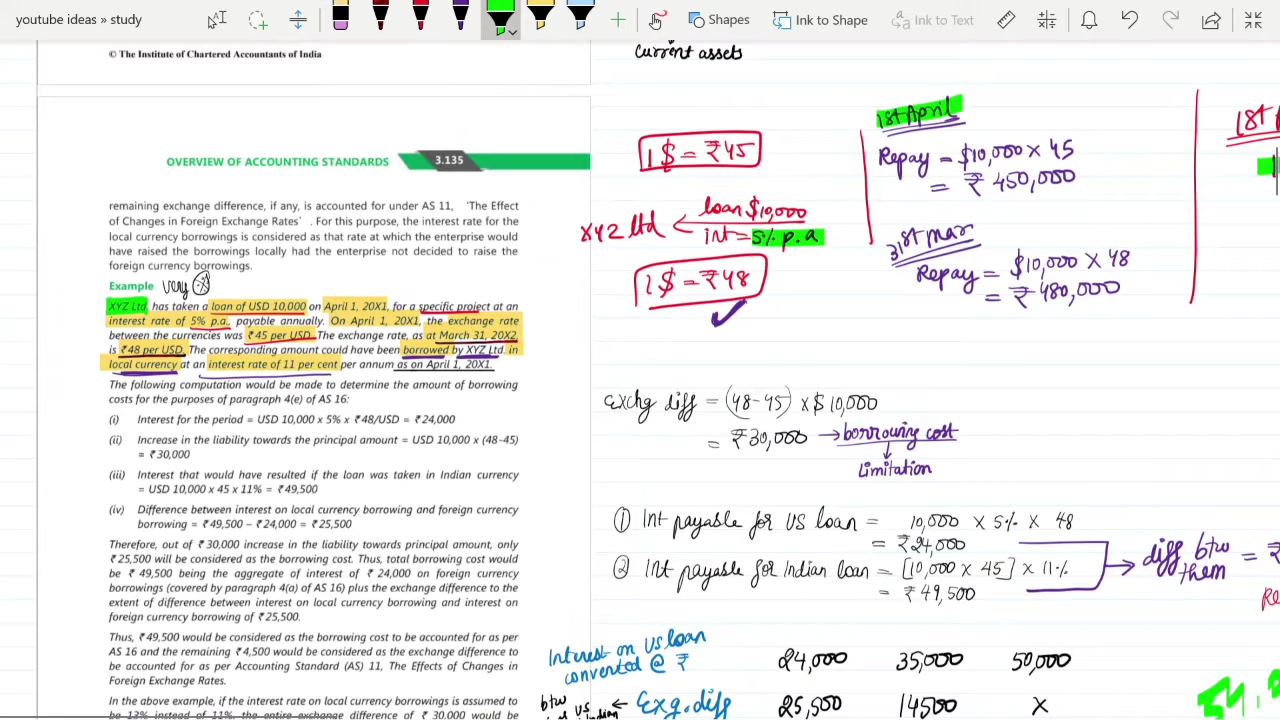 youtube ideas » study
Shapes
Ink to Shape
Ink to Text
© The Institute of Chartered Accountants of India
OVERVIEW OF ACCOUNTING STANDARDS 3.135
remaining exchange difference, if any, is accounted for under AS 11, 'The Effect
of Changes in Foreign Exchange Rates' . For this purpose, the interest rate for the
local currency borrowings is considered as that rate at which the enterprise would
have raised the borrowings locally had the enterprise not decided to raise the
foreign currency borrowings.
Example very
XYZ Ltd. has taken a loan of USD 10,000 on April 1, 20X1, for a specific project at an
interest rate of 5% p.a., payable annually. On April 1, 20X1, the exchange rate
between the currencies was ₹ 45 per USD. The exchange rate, as at March 31, 20X2,
is ₹ 48 per USD. The corresponding amount could have been borrowed by XYZ Ltd. in
local currency at an interest rate of 11 per cent per annum as on April 1, 20X1.
The following computation would be made to determine the amount of borrowing
costs for the purposes of paragraph 4(e) of AS 16:
(i) Interest for the period = USD 10,000 x 5% x ₹ 48/USD = ₹ 24,000
(ii) Increase in the liability towards the principal amount = USD 10,000 x (48-45)
= ₹ 30,000
(iii) Interest that would have resulted if the loan was taken in Indian currency
= USD 10,000 x 45 x 11% = ₹ 49,500
(iv) Difference between interest on local currency borrowing and foreign currency
borrowing = ₹ 49,500 – ₹ 24,000 = ₹ 25,500
Therefore, out of ₹ 30,000 increase in the liability towards principal amount, only
₹ 25,500 will be considered as the borrowing cost. Thus, total borrowing cost would
be ₹ 49,500 being the aggregate of interest of ₹ 24,000 on foreign currency
borrowings (covered by paragraph 4(a) of AS 16) plus the exchange difference to the
extent of difference between interest on local currency borrowing and interest on
foreign currency borrowing of ₹ 25,500.
Thus, ₹ 49,500 would be considered as the borrowing cost to be accounted for as per
AS 16 and the remaining ₹ 4,500 would be considered as the exchange difference to
be accounted for as per Accounting Standard (AS) 11, The Effects of Changes in
Foreign Exchange Rates.
In the above example, if the interest rate on local currency borrowings is assumed to
be 13% instead of 11%, the entire exchange difference of ₹ 30,000 would be
Current assets
1 $ = ₹45
XYZ Ltd loan $10,000
int = 5% p.a
1 $ = ₹48
1st April
Repay = $10,000 x 45
= ₹ 450,000
31st mar
Repay = $10,000 x 48
= ₹ 480,000
Exchg diff = (48-45) x $ 10,000
= ₹30,000 → borrowing cost
Limitation
① Int payable for US loan = 10,000 x 5% x 48
= ₹24,000
② Int payable for Indian loan = [10,000 x 45] x 11%
= ₹ 49,500
diff btw = ₹
them
Interest on US loan
converted @ ₹ 24,000 35,000 50,000
btw us ← Exg. diff 25,500 14500 x